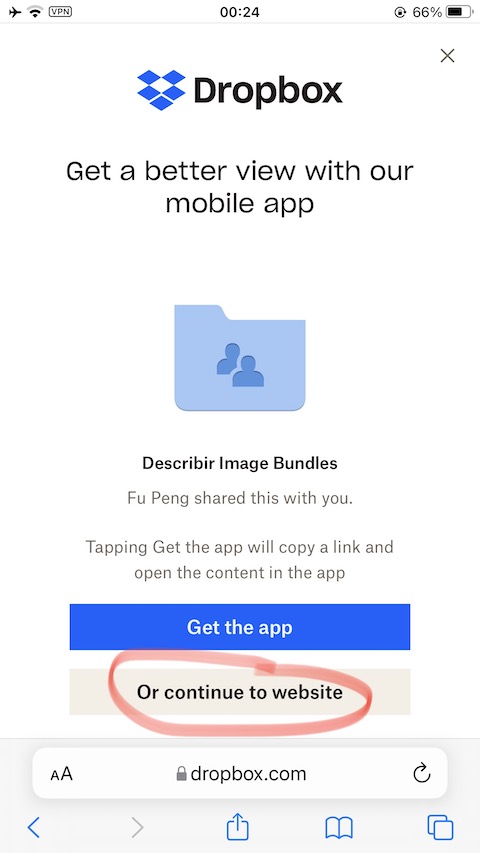 VPN
00:24
66%
Dropbox
Get a better view with our
mobile app
Describir Image Bundles
Fu Peng shared this with you.
Tapping Get the app will copy a link and
open the content in the app
Get the app
Or continue to website
AA
dropbox.com